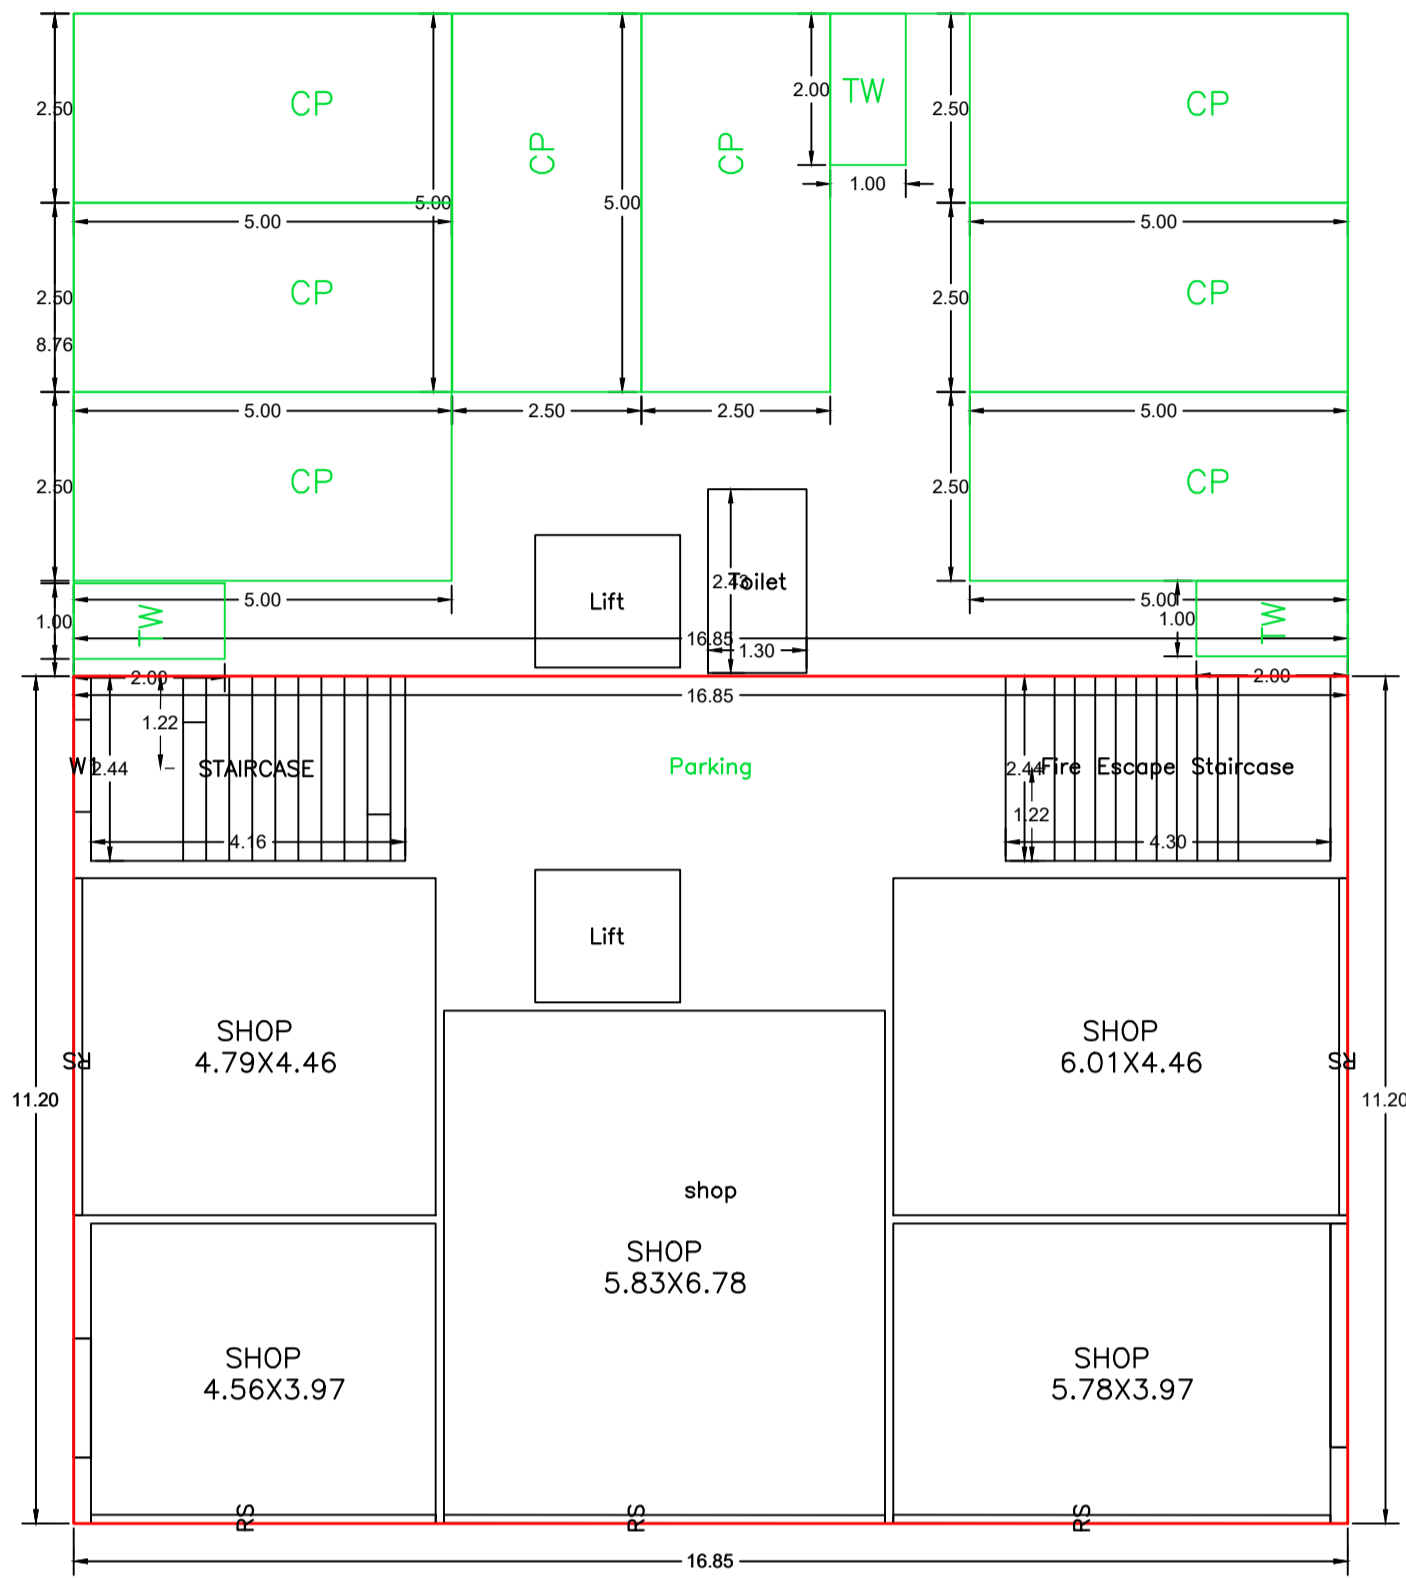 2.50
CP
5.00
CP
5.00
CP
2.00
TW
1.00
2.50
CP
5.00
5.00
2.50
8.76
CP
2.50
CP
5.00
2.50
2.50
5.00
2.50
CP
2.50
CP
Lift
2.43
Toilet
1.30
5.00
1.00
TW
16.85
5.00
1.00
TW
2.00
2.00
16.85
1.22
W1
2.44
STAIRCASE
4.16
Parking
2.44
Fire Escape Staircase
1.22
4.30
Lift
SHOP
4.79X4.46
RS
SHOP
6.01X4.46
RS
11.20
11.20
shop
SHOP
5.83X6.78
SHOP
4.56X3.97
SHOP
5.78X3.97
RS
RS
RS
16.85